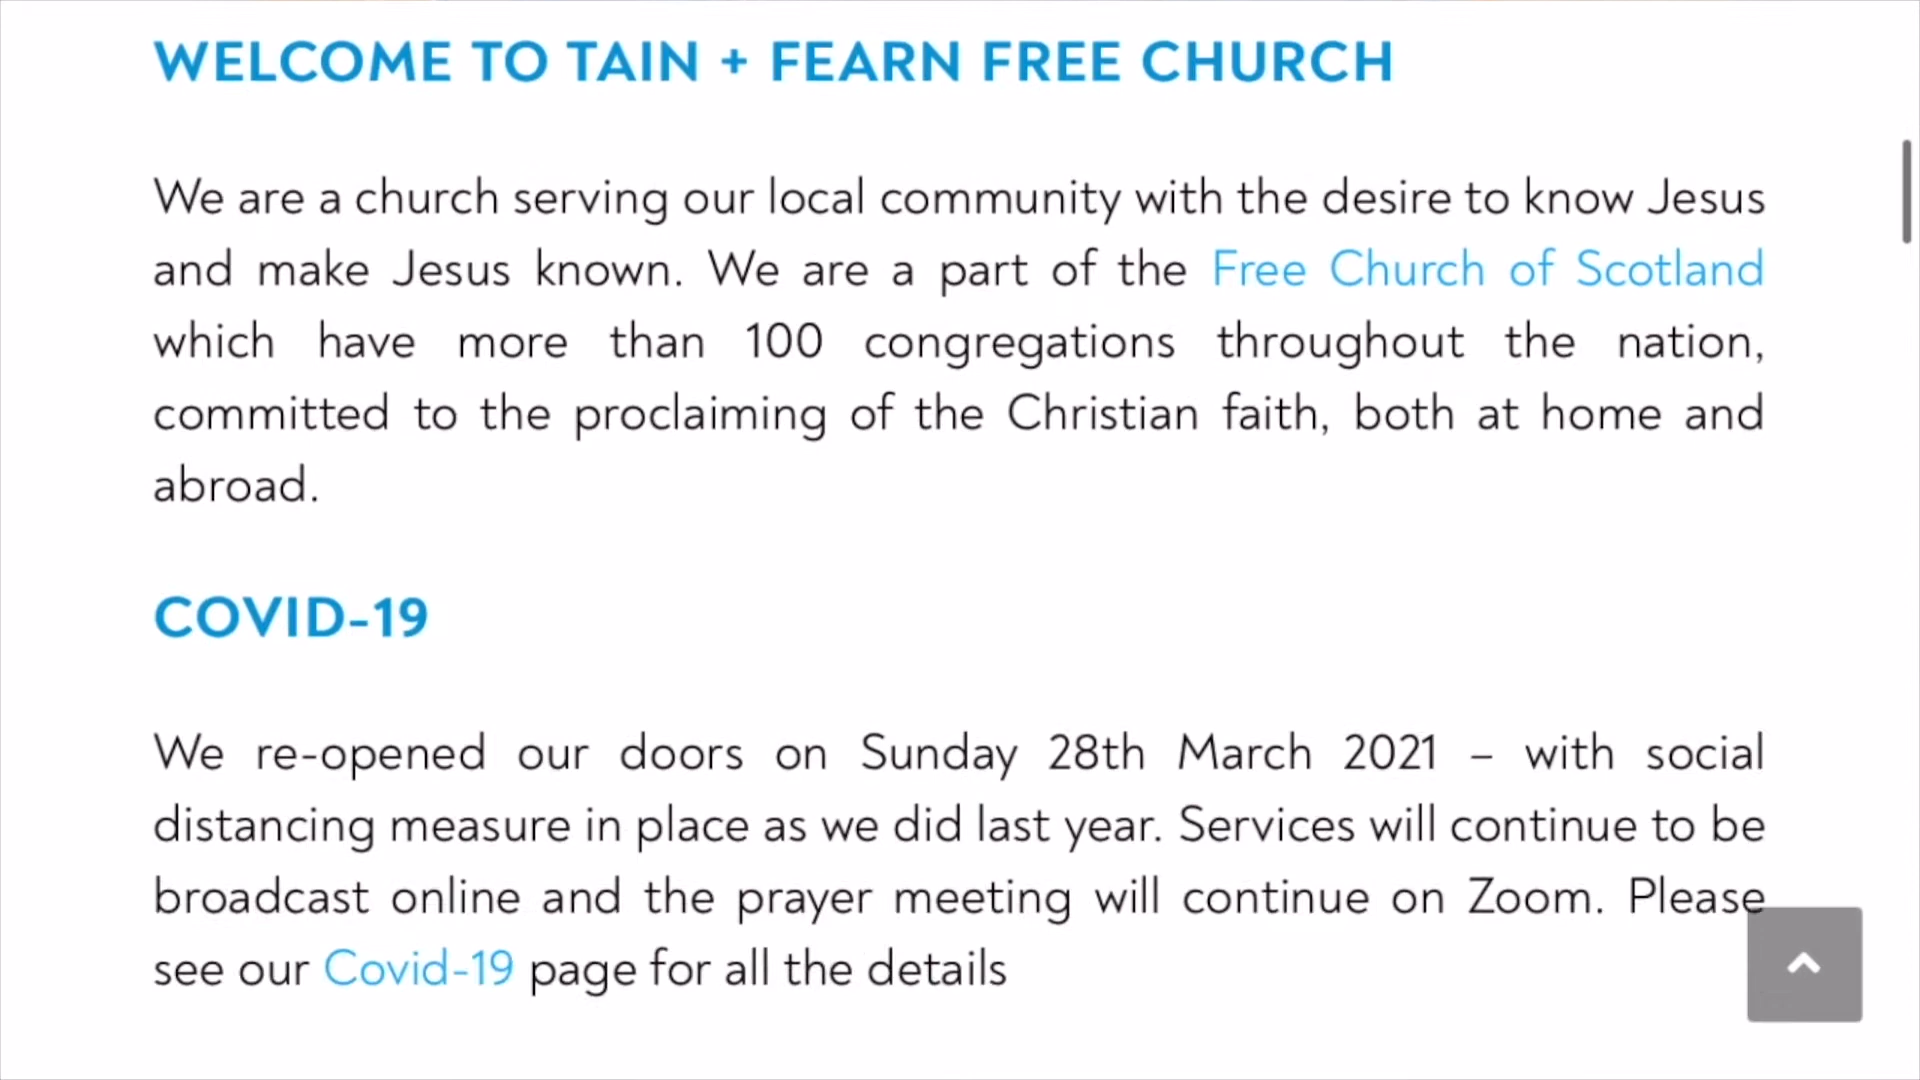 WELCOME TO TAIN + FEARN FREE CHURCH
We are a church serving our local community with the desire to know Jesus
and make Jesus known. We are a part of the Free Church of Scotland
which have more than 100 congregations throughout the nation,
committed to the proclaiming of the Christian faith, both at home and
abroad.
COVID-19
We re-opened our doors on Sunday 28th March 2021 – with social
distancing measure in place as we did last year. Services will continue to be
broadcast online and the prayer meeting will continue on Zoom. Please
see our Covid-19 page for all the details